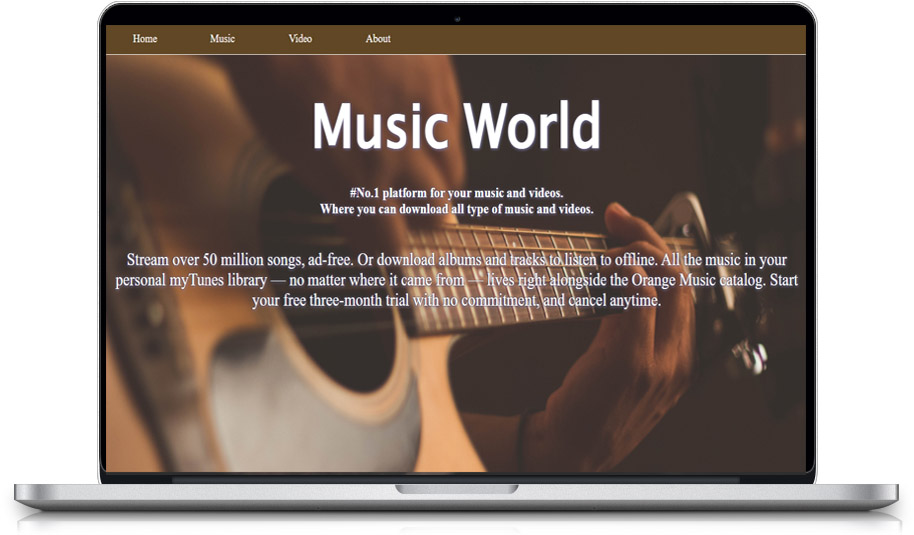 Home Music Video About
Music World
#No.1 platform for your music and videos.
Where you can download all type of music and videos.
Stream over 50 million songs, ad-free. Or download albums and tracks to listen to offline. All the music in your
personal myTunes library — no matter where it came from — lives right alongside the Orange Music catalog. Start
your free three-month trial with no commitment, and cancel anytime.